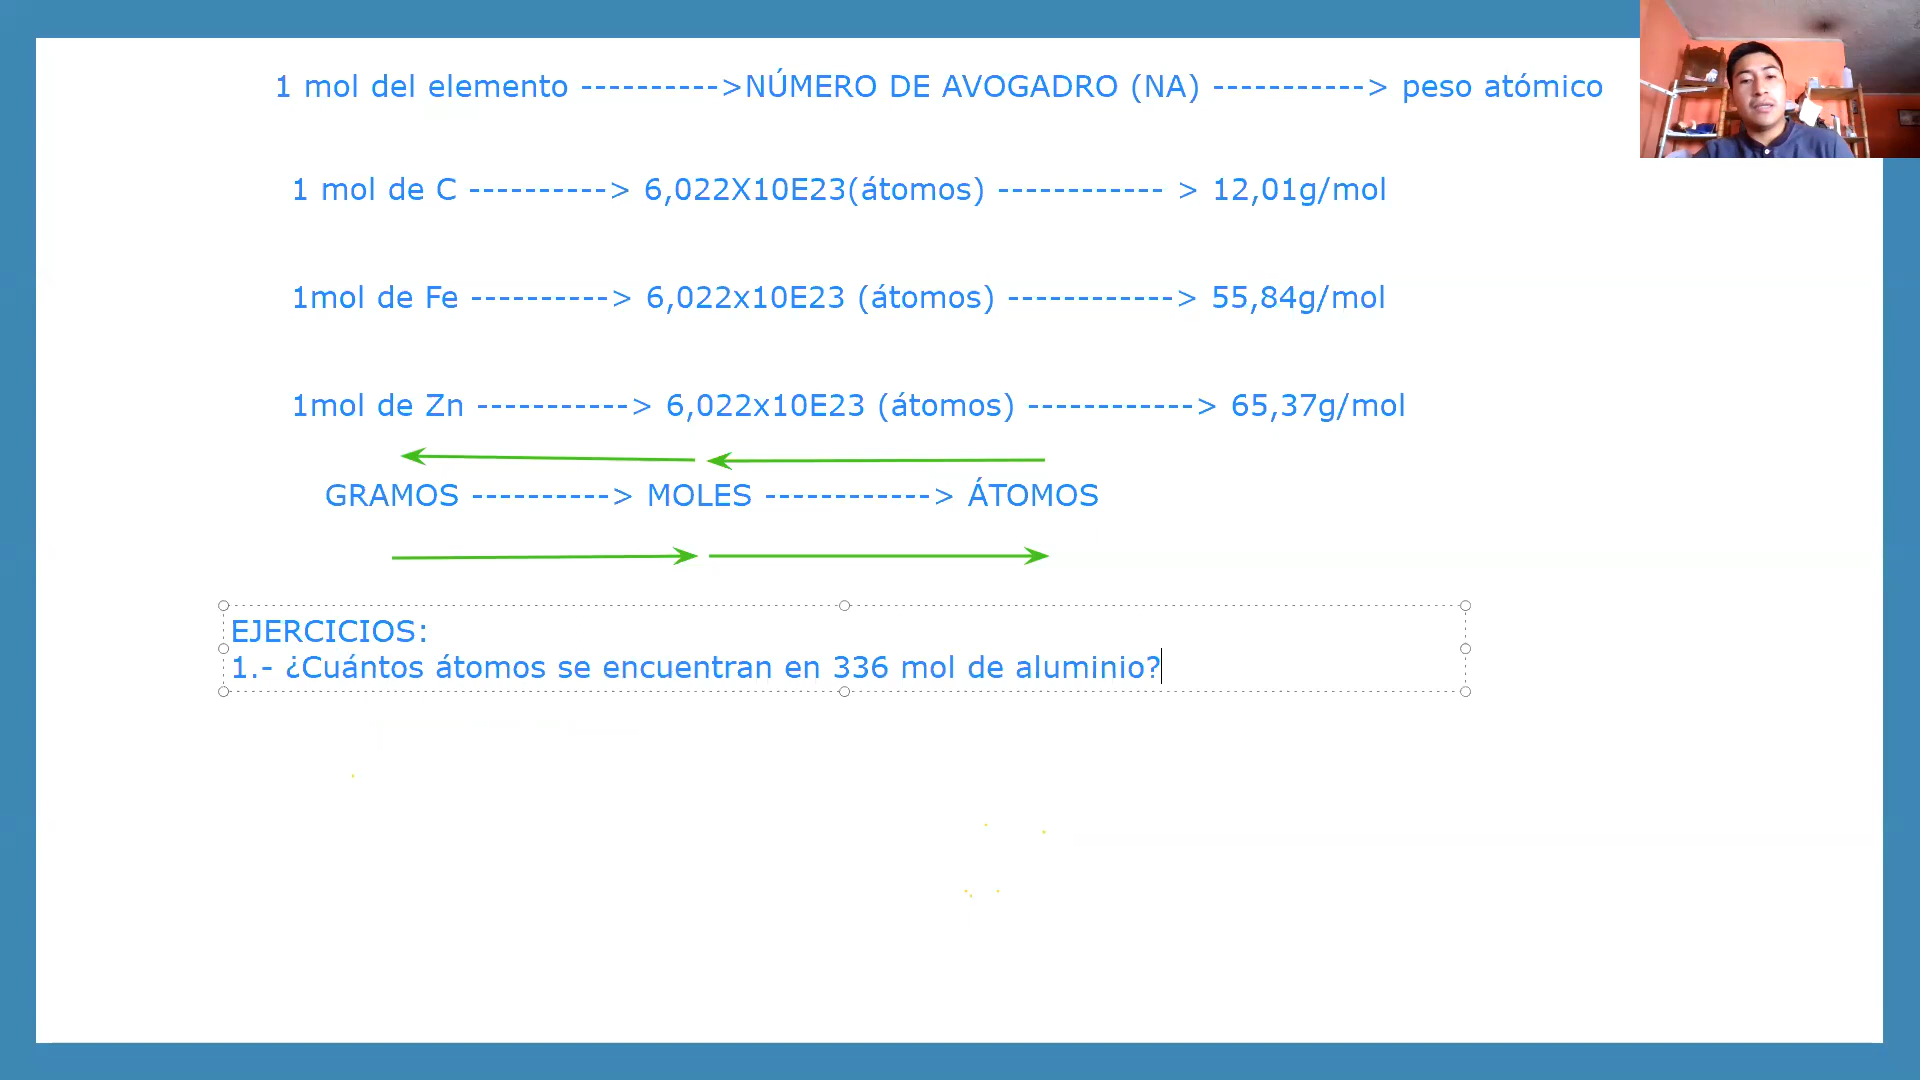 1 mol del elemento ---------->NÚMERO DE AVOGADRO (NA) -----------> peso atómico
1 mol de C ----------> 6,022X10E23(átomos) ------------ > 12,01g/mol
1mol de Fe ----------> 6,022x10E23 (átomos) ------------> 55,84g/mol
1mol de Zn -----------> 6,022x10E23 (átomos) ------------> 65,37g/mol
GRAMOS ----------> MOLES ------------> ÁTOMOS
EJERCICIOS:
1.- ¿Cuántos átomos se encuentran en 336 mol de aluminio?